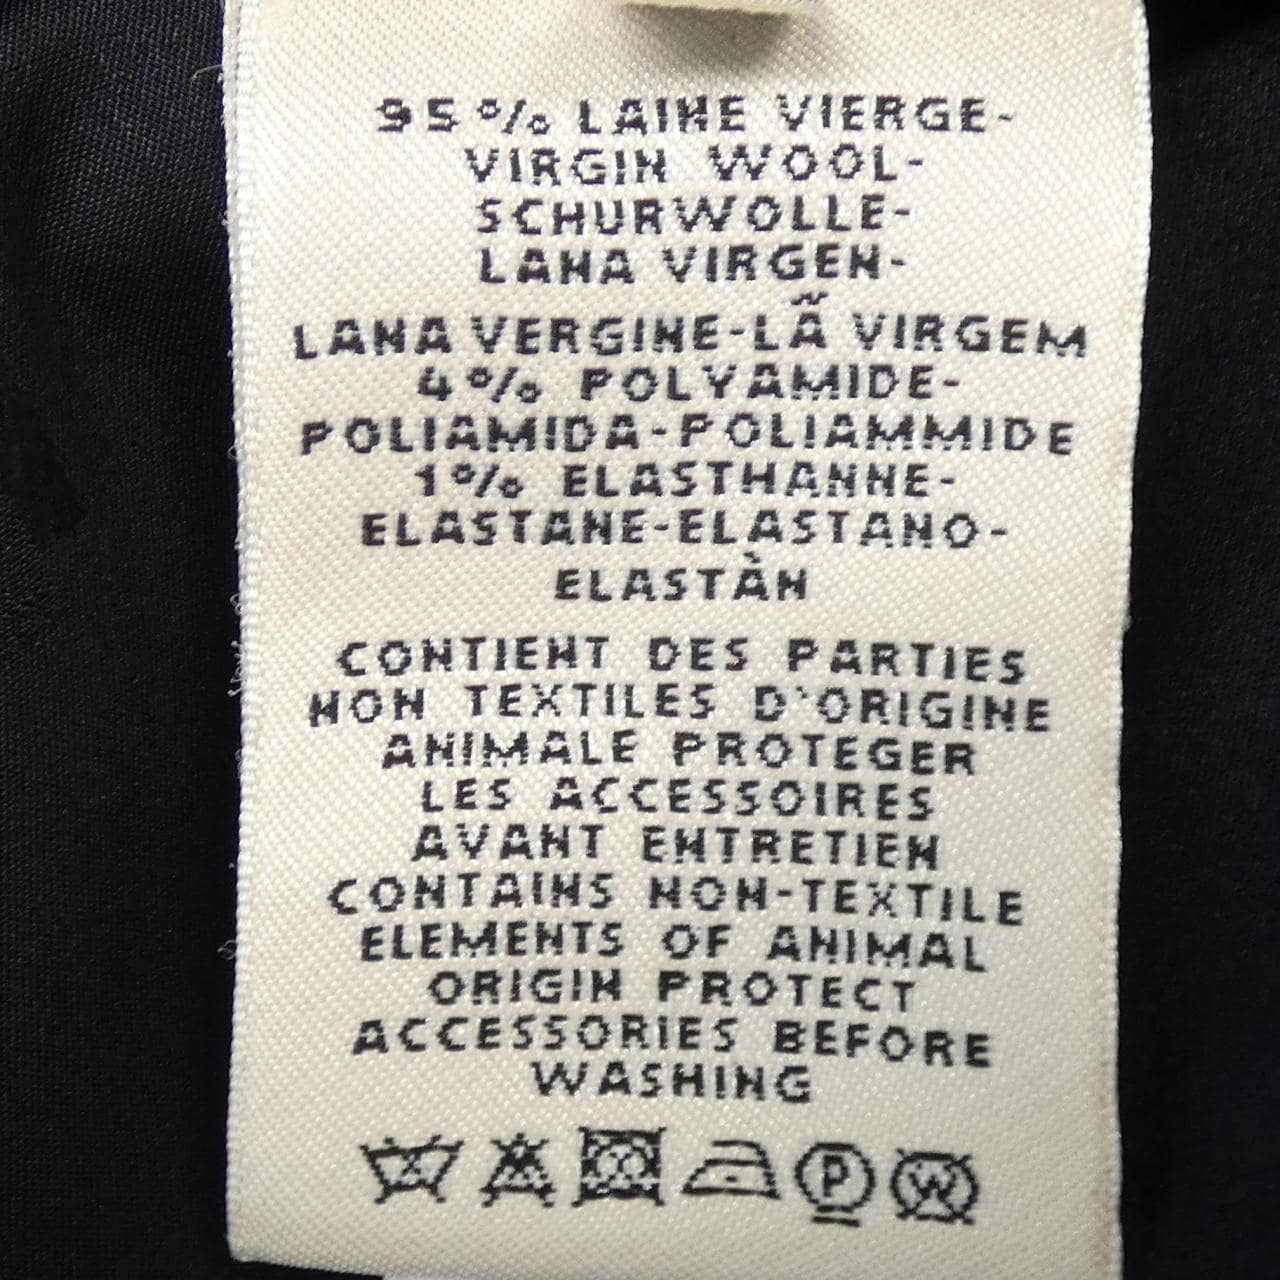 95% LAINE VIERGE-
VIRGIN WOOL-
SCHURWOLLE-
LANA VIRGEN-
LANA VERGINE-LÃ VIRGEM
4% POLYAMIDE-
POLIAMIDA-POLIAMMIDE
1% ELASTHANNE-
ELASTANE-ELASTANO-
ELASTÀN
CONTIENT DES PARTIES
NON TEXTILES D'ORIGINE
ANIMALE PROTEGER
LES ACCESSOIRES
AVANT ENTRETIEN
CONTAINS NON-TEXTILE
ELEMENTS OF ANIMAL
ORIGIN PROTECT
ACCESSORIES BEFORE
WASHING
P W